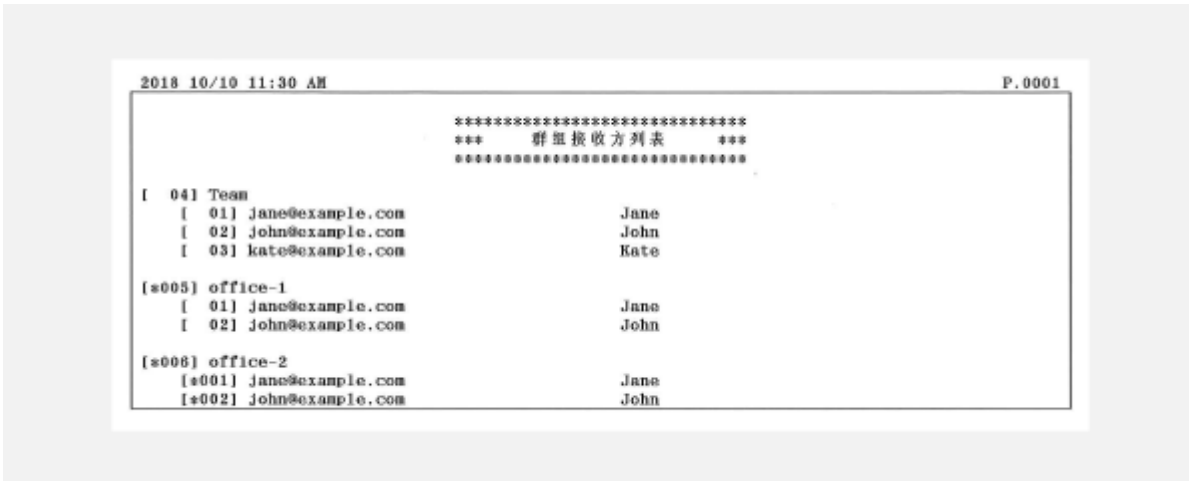 2018 10/10 11:30 AM P.0001
******************************
*** 群组接收方列表 ***
******************************
[ 04] Team
[ 01] jane@example.com Jane
[ 02] john@example.com John
[ 03] kate@example.com Kate
[*005] office-1
[ 01] jane@example.com Jane
[ 02] john@example.com John
[*006] office-2
[*001] jane@example.com Jane
[*002] john@example.com John